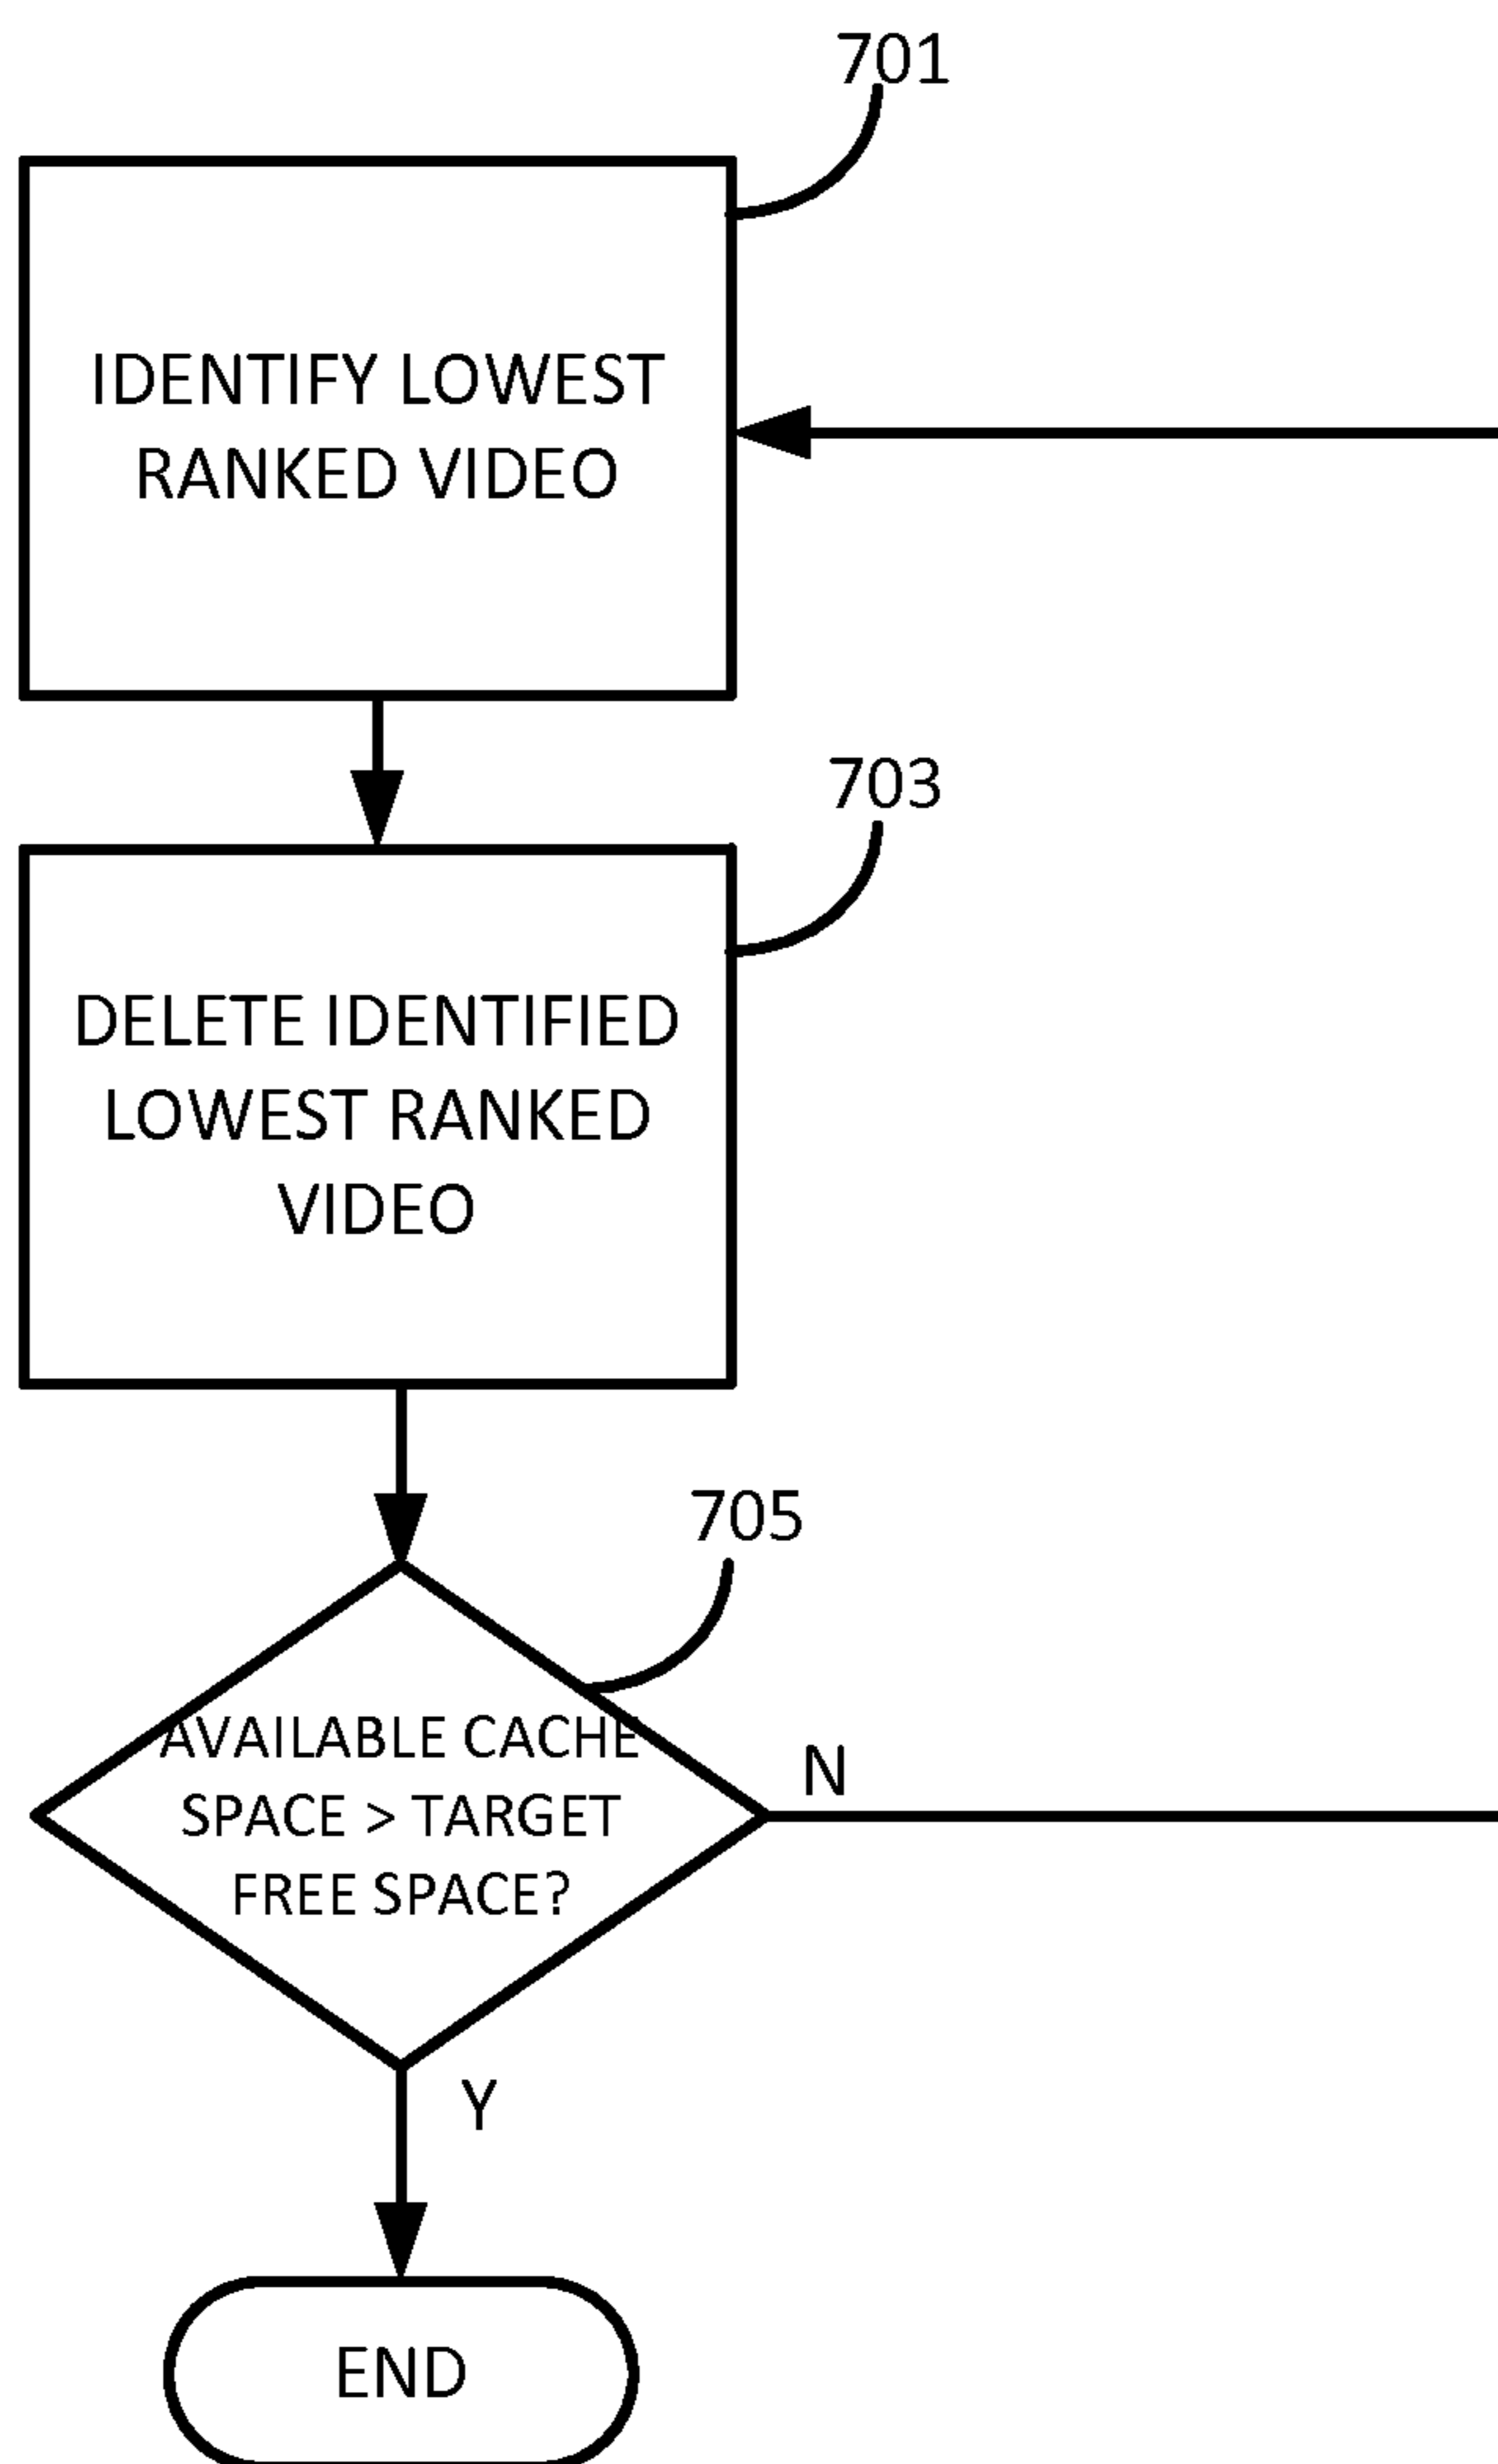 701
IDENTIFY LOWEST
RANKED VIDEO
703
DELETE IDENTIFIED
LOWEST RANKED
VIDEO
705
AVAILABLE CACHE
SPACE > TARGET
FREE SPACE?
N
Y
END